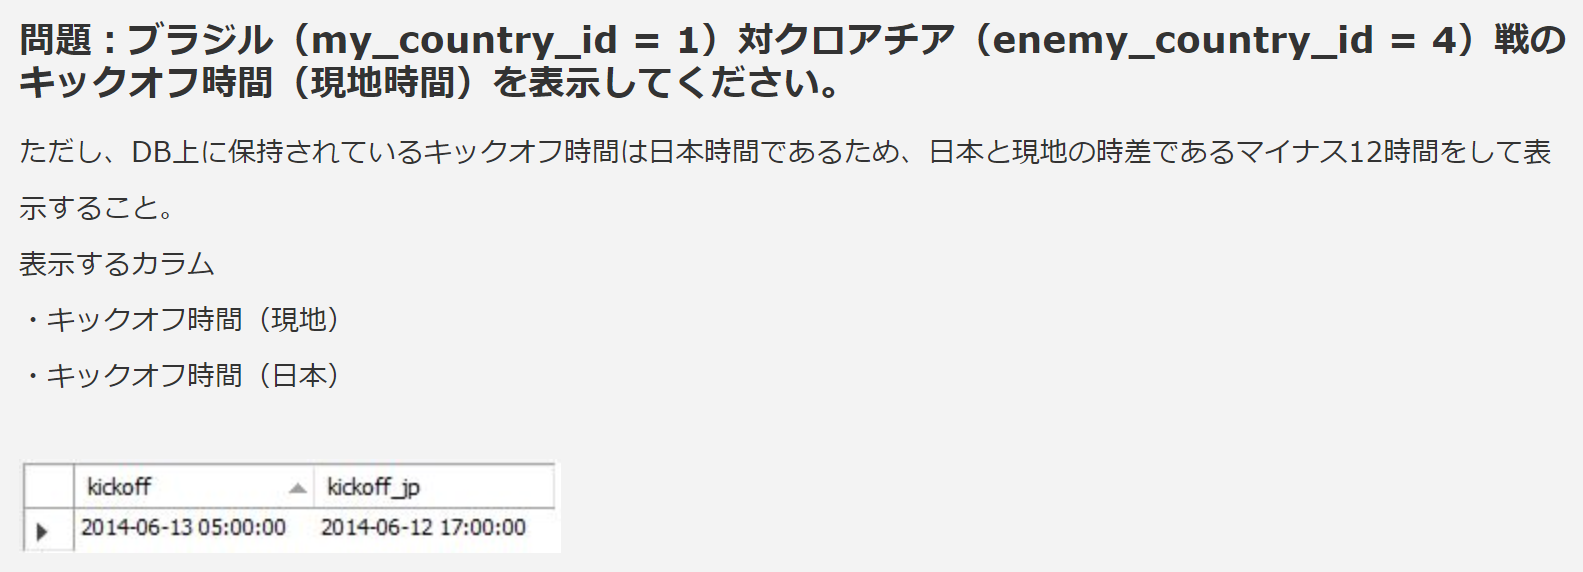 問題：ブラジル（my_country_id = 1）対クロアチア（enemy_country_id = 4）戦の
キックオフ時間（現地時間）を表示してください。
ただし、DB上に保持されているキックオフ時間は日本時間であるため、日本と現地の時差であるマイナス12時間をして表
示すること。
表示するカラム
・キックオフ時間（現地）
・キックオフ時間（日本）
kickoff kickoff_jp
2014-06-13 05:00:00 2014-06-12 17:00:00